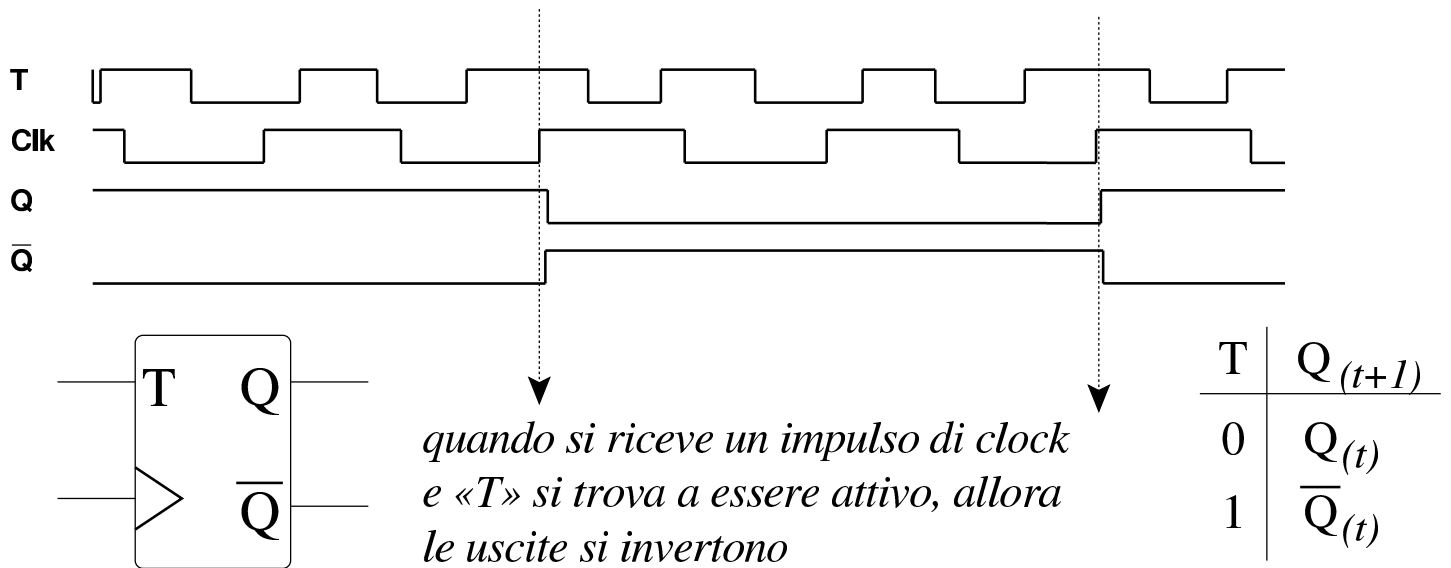 T
Clk
Q
Q̅
T Q
Q̅
quando si riceve un impulso di clock
e «T» si trova a essere attivo, allora
le uscite si invertono
T Q(t+1)
0 Q(t)
1 Q̅(t)